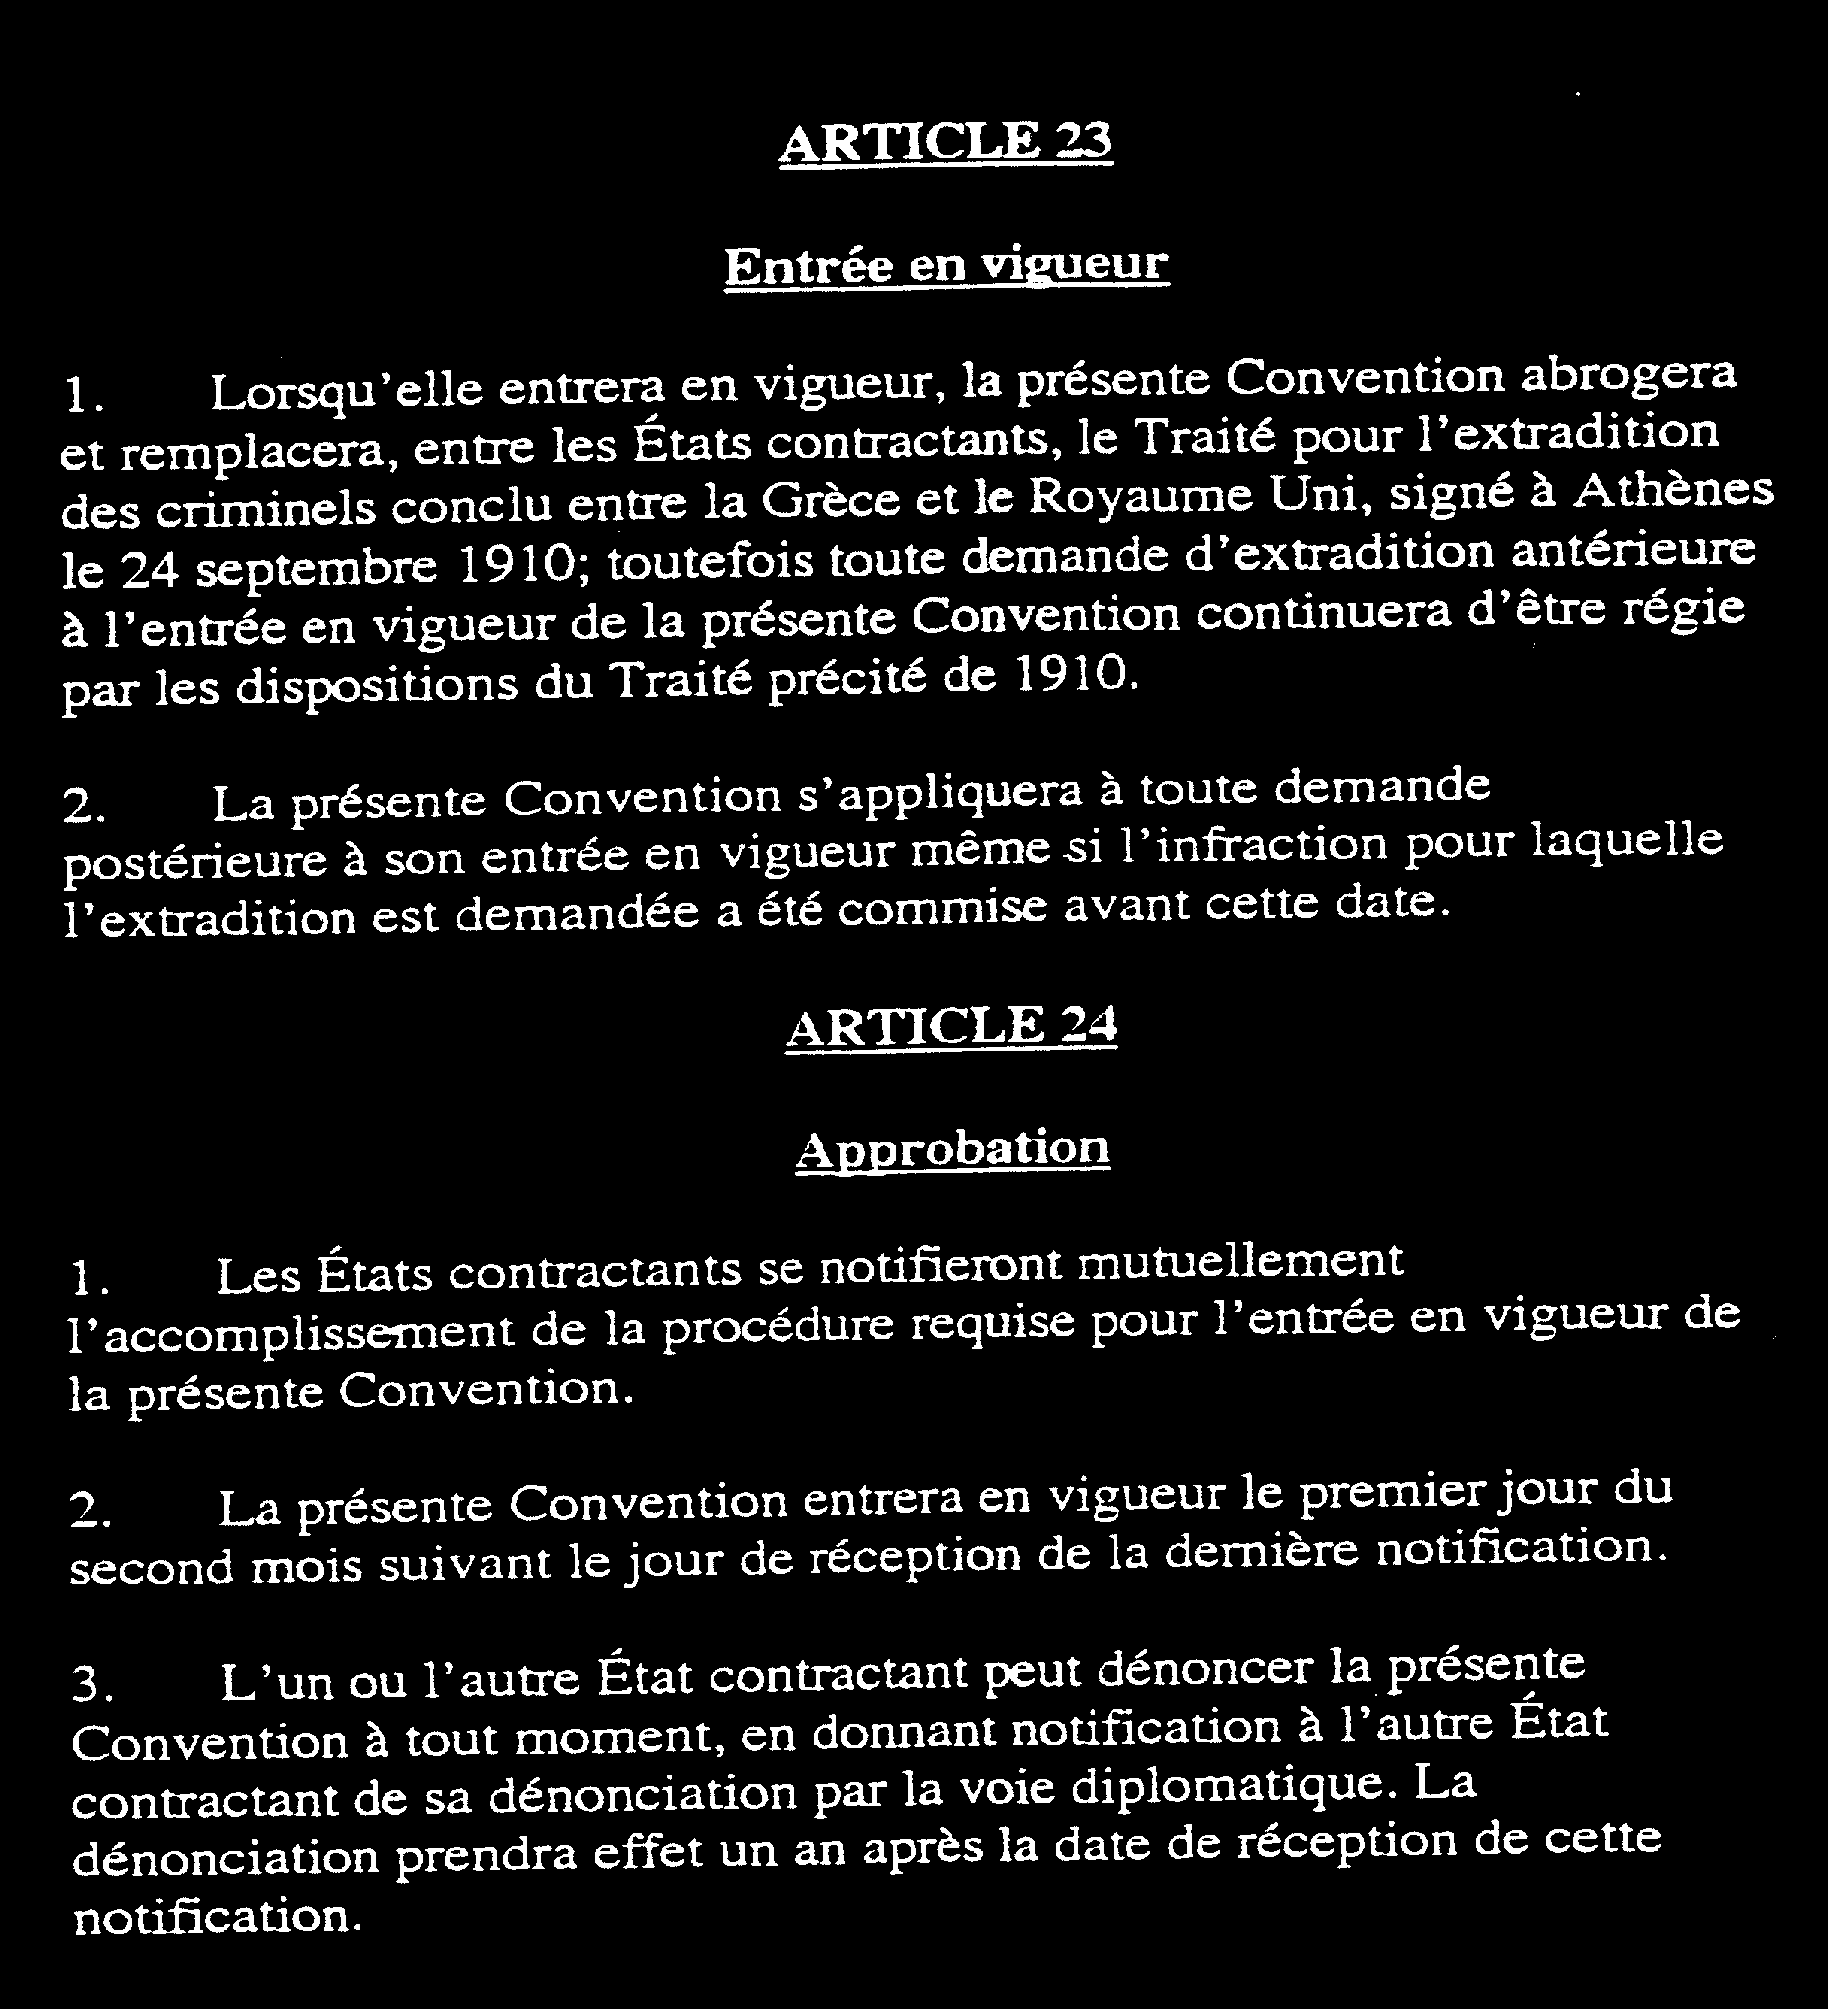 ARTICLE 23
Entrée en vigueur
1. Lorsqu'elle entrera en vigueur, la présente Convention abrogera
et remplacera, entre les États contractants, le Traité pour l'extradition
des criminels conclu entre la Grèce et le Royaume Uni, signé à Athènes
le 24 septembre 1910; toutefois toute demande d'extradition antérieure
à l'entrée en vigueur de la présente Convention continuera d'être régie
par les dispositions du Traité précité de 1910.
2. La présente Convention s'appliquera à toute demande
postérieure à son entrée en vigueur même si l'infraction pour laquelle
l'extradition est demandée a été commise avant cette date.
ARTICLE 24
Approbation
1. Les États contractants se notifieront mutuellement
l'accomplissement de la procédure requise pour l'entrée en vigueur de
la présente Convention.
2. La présente Convention entrera en vigueur le premier jour du
second mois suivant le jour de réception de la dernière notification.
3. L'un ou l'autre État contractant peut dénoncer la présente
Convention à tout moment, en donnant notification à l'autre État
contractant de sa dénonciation par la voie diplomatique. La
dénonciation prendra effet un an après la date de réception de cette
notification.